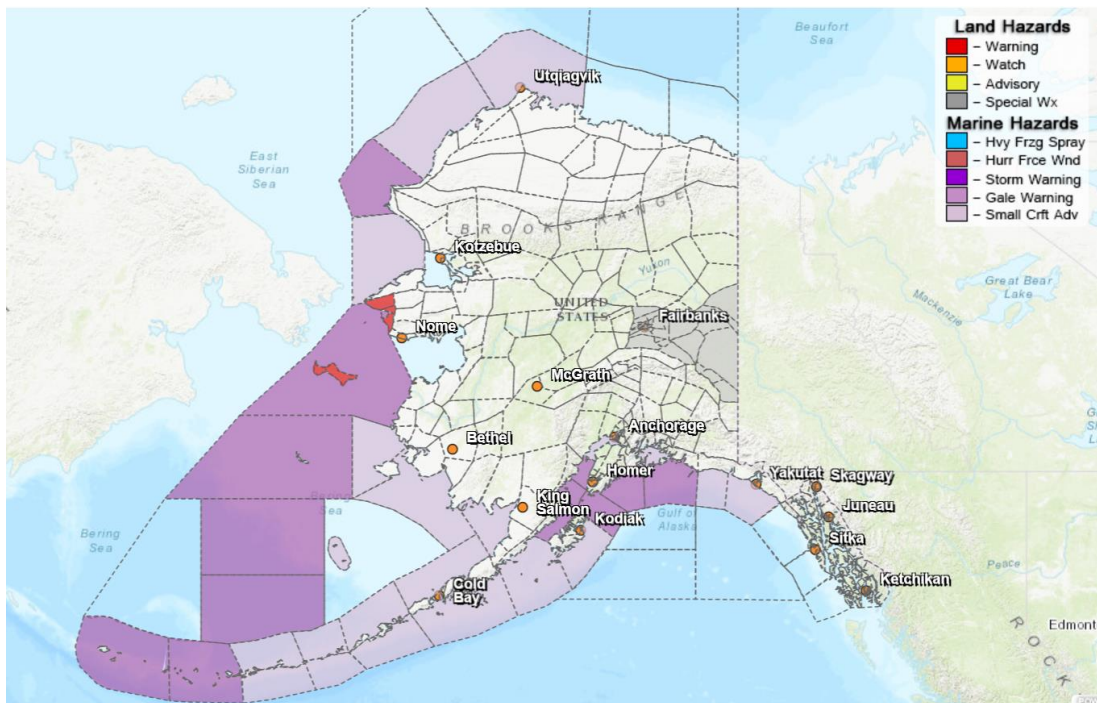 Beaufort
Sea
Land Hazards
– Warning
– Watch
– Advisory
– Special Wx
Marine Hazards
– Hvy Frzg Spray
– Hurr Frce Wnd
– Storm Warning
– Gale Warning
– Small Crft Adv
Utqiagvik
East
Siberian
Sea
BROOKS RANGE
Kotzebue
Yukon
Great Bear
Lake
Mackenzie
UNITED
STATES
Fairbanks
Nome
McGrath
Anchorage
Bethel
Homer
Yakutat
Skagway
King
Salmon
Kodiak
Gulf of
Alaska
Juneau
Sitka
Bering
Sea
Sea
Peace
Cold
Bay
Ketchikan
Edmont
ROCK